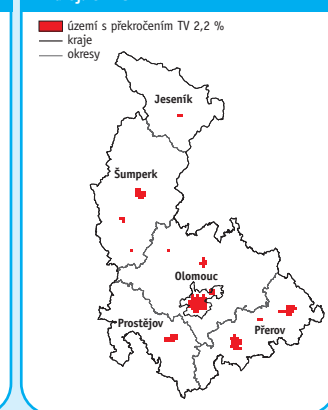 území s překročením TV 2,2 %
kraje
okresy
Jeseník
Šumperk
Olomouc
Prostějov
Přerov